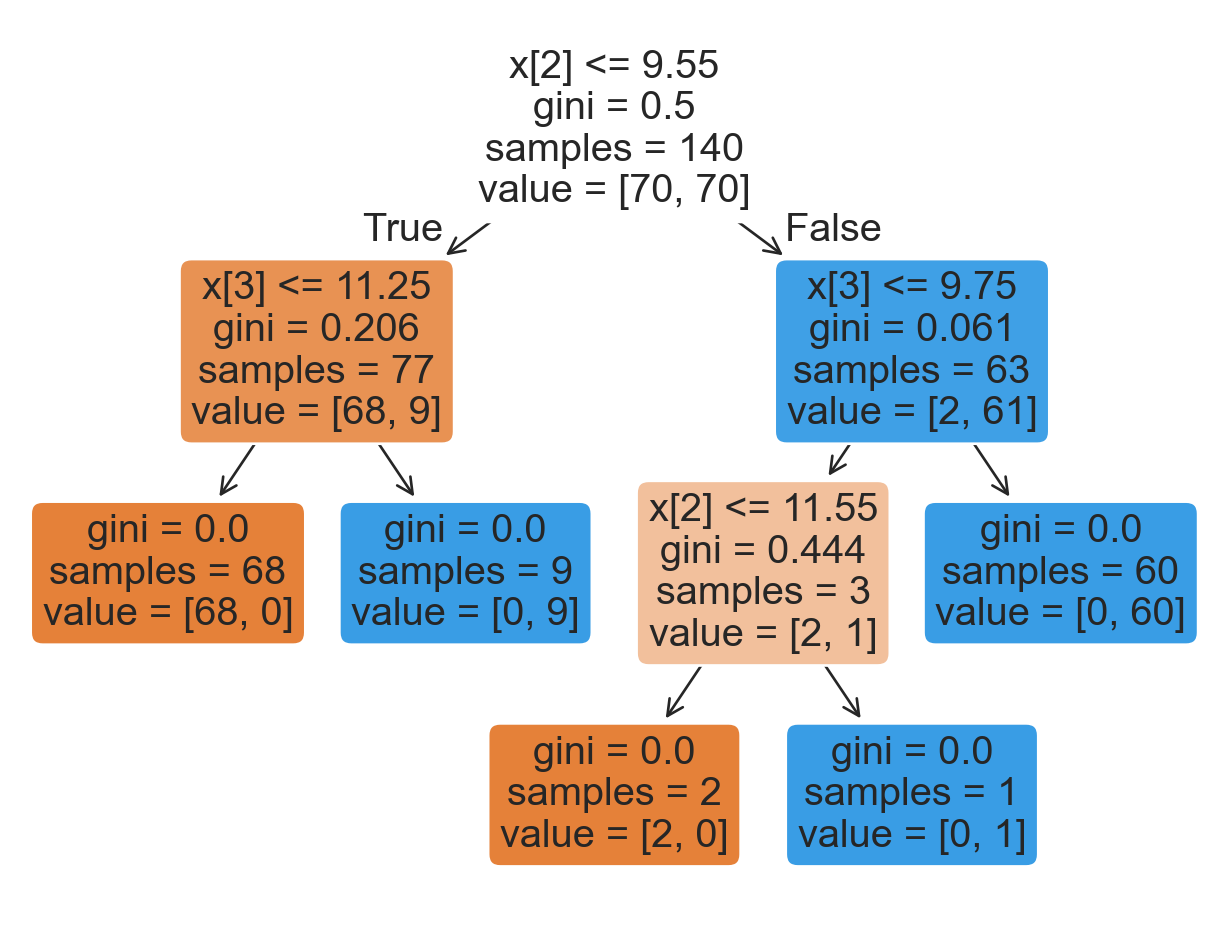 x[2] <= 9.55
gini = 0.5
samples = 140
value = [70, 70]
True
False
x[3] <= 11.25
gini = 0.206
samples = 77
value = [68, 9]
x[3] <= 9.75
gini = 0.061
samples = 63
value = [2, 61]
gini = 0.0
samples = 68
value = [68, 0]
gini = 0.0
samples = 9
value = [0, 9]
x[2] <= 11.55
gini = 0.444
samples = 3
value = [2, 1]
gini = 0.0
samples = 60
value = [0, 60]
gini = 0.0
samples = 2
value = [2, 0]
gini = 0.0
samples = 1
value = [0, 1]